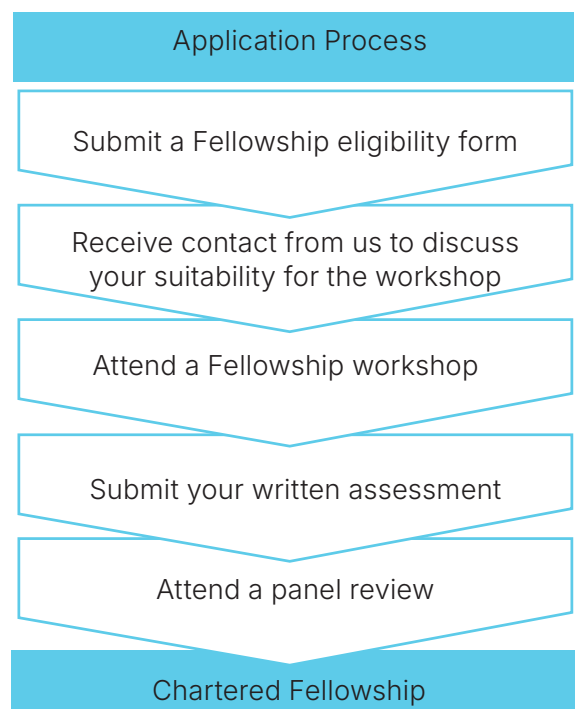 Application Process
Submit a Fellowship eligibility form
Receive contact from us to discuss
your suitability for the workshop
Attend a Fellowship workshop
Submit your written assessment
Attend a panel review
Chartered Fellowship